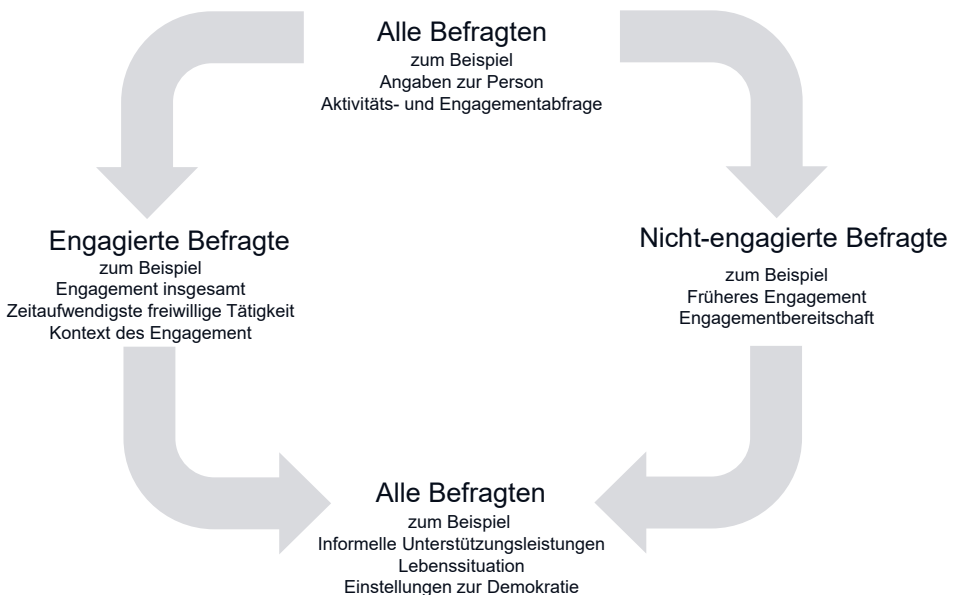 Alle Befragten
zum Beispiel
Angaben zur Person
Aktivitäts- und Engagementabfrage
Engagierte Befragte
zum Beispiel
Engagement insgesamt
Zeitaufwendigste freiwillige Tätigkeit
Kontext des Engagement
Nicht-engagierte Befragte
zum Beispiel
Früheres Engagement
Engagementbereitschaft
Alle Befragten
zum Beispiel
Informelle Unterstützungsleistungen
Lebenssituation
Einstellungen zur Demokratie